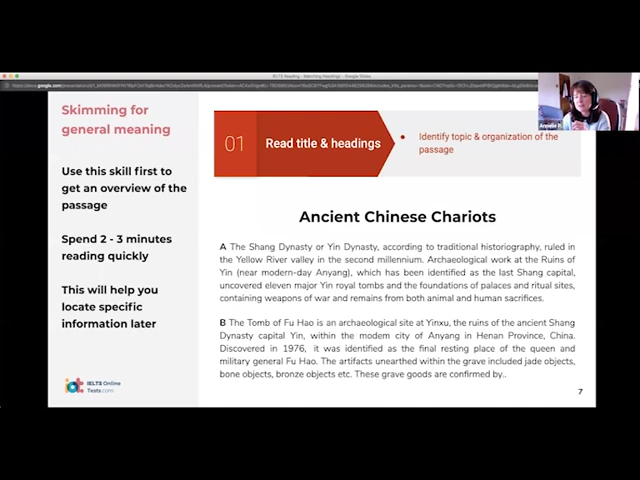 IELTS Reading - Matching Headings - Google Slides
Skimming for
general meaning
Use this skill first to
get an overview of the
passage
Spend 2 - 3 minutes
reading quickly
This will help you
locate specific
information later
IELTS Online
Tests.com
01
Read title & headings
• Identify topic & organization of the
passage
Ancient Chinese Chariots
A The Shang Dynasty or Yin Dynasty, according to traditional historiography, ruled in
the Yellow River valley in the second millennium. Archaeological work at the Ruins of
Yin (near modern-day Anyang), which has been identified as the last Shang capital,
uncovered eleven major Yin royal tombs and the foundations of palaces and ritual sites,
containing weapons of war and remains from both animal and human sacrifices.
B The Tomb of Fu Hao is an archaeological site at Yinxu, the ruins of the ancient Shang
Dynasty capital Yin, within the modem city of Anyang in Henan Province, China.
Discovered in 1976, it was identified as the final resting place of the queen and
military general Fu Hao. The artifacts unearthed within the grave included jade objects,
bone objects, bronze objects etc. These grave goods are confirmed by..
7